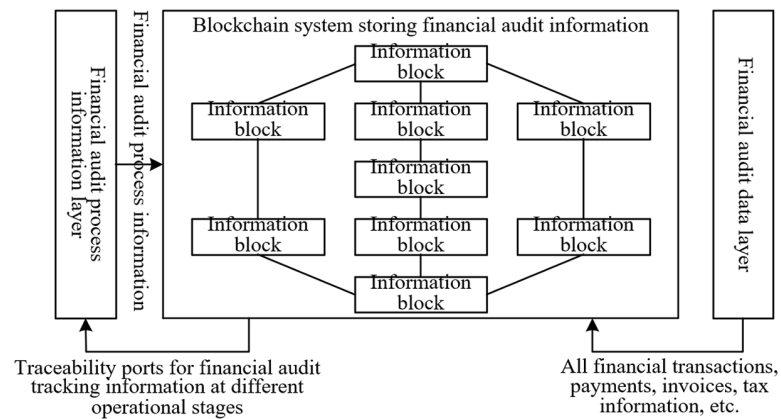 Financial audit process
information layer
Financial audit process information
Blockchain system storing financial audit information
Information
block
Information
block
Information
block
Information
block
Information
block
Information
block
Information
block
Information
block
Information
block
Financial audit data layer
Traceability ports for financial audit
tracking information at different
operational stages
All financial transactions,
payments, invoices, tax
information, etc.